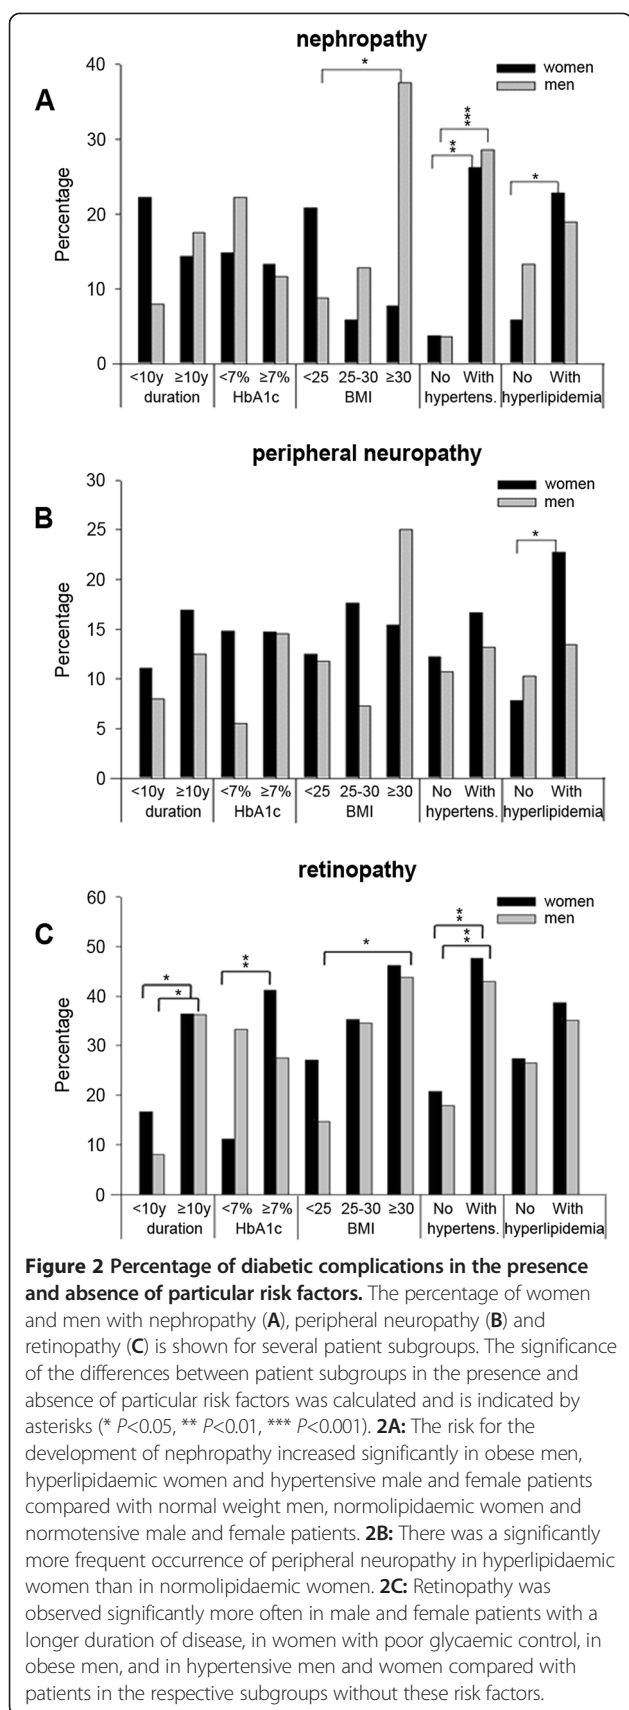 nephropathy
A
Percentage
40
30
20
10
0
women
men
*
***
**
*
<10y ≥10y <7% ≥7% <25 25-30 ≥30 No With No With
duration HbA1c BMI hypertens. hyperlipidemia
peripheral neuropathy
B
Percentage
30
25
20
15
10
5
0
women
men
*
<10y ≥10y <7% ≥7% <25 25-30 ≥30 No With No With
duration HbA1c BMI hypertens. hyperlipidemia
retinopathy
C
Percentage
60
50
40
30
20
10
0
women
men
*
*
**
*
**
**
<10y ≥10y <7% ≥7% <25 25-30 ≥30 No With No With
duration HbA1c BMI hypertens. hyperlipidemia
Figure 2 Percentage of diabetic complications in the presence
and absence of particular risk factors. The percentage of women
and men with nephropathy (A), peripheral neuropathy (B) and
retinopathy (C) is shown for several patient subgroups. The significance
of the differences between patient subgroups in the presence and
absence of particular risk factors was calculated and is indicated by
asterisks (* P<0.05, ** P<0.01, *** P<0.001). 2A: The risk for the
development of nephropathy increased significantly in obese men,
hyperlipidaemic women and hypertensive male and female patients
compared with normal weight men, normolipidaemic women and
normotensive male and female patients. 2B: There was a significantly
more frequent occurrence of peripheral neuropathy in hyperlipidaemic
women than in normolipidaemic women. 2C: Retinopathy was
observed significantly more often in male and female patients with a
longer duration of disease, in women with poor glycaemic control, in
obese men, and in hypertensive men and women compared with
patients in the respective subgroups without these risk factors.